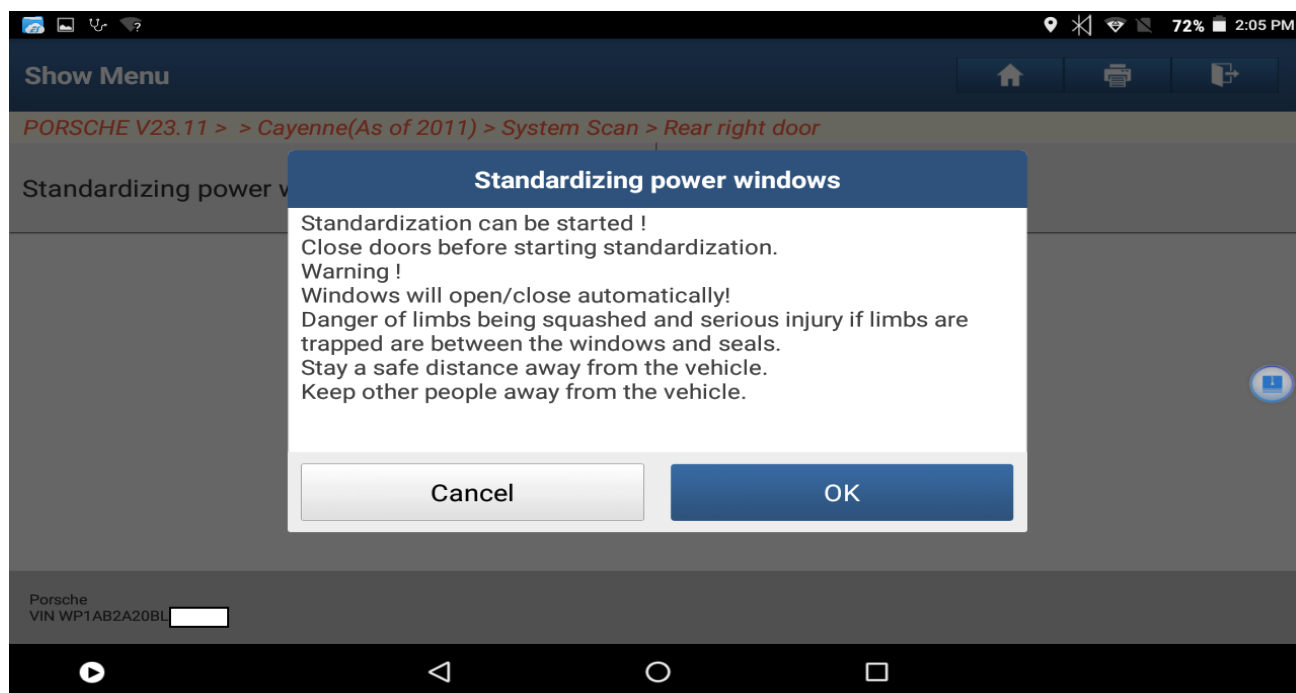 72% 2:05 PM
Show Menu
PORSCHE V23.11 > > Cayenne(As of 2011) > System Scan > Rear right door
Standardizing power
Standardizing power windows
Standardization can be started !
Close doors before starting standardization.
Warning !
Windows will open/close automatically!
Danger of limbs being squashed and serious injury if limbs are
trapped are between the windows and seals.
Stay a safe distance away from the vehicle.
Keep other people away from the vehicle.
Cancel OK
Porsche
VIN WP1AB2A20BL